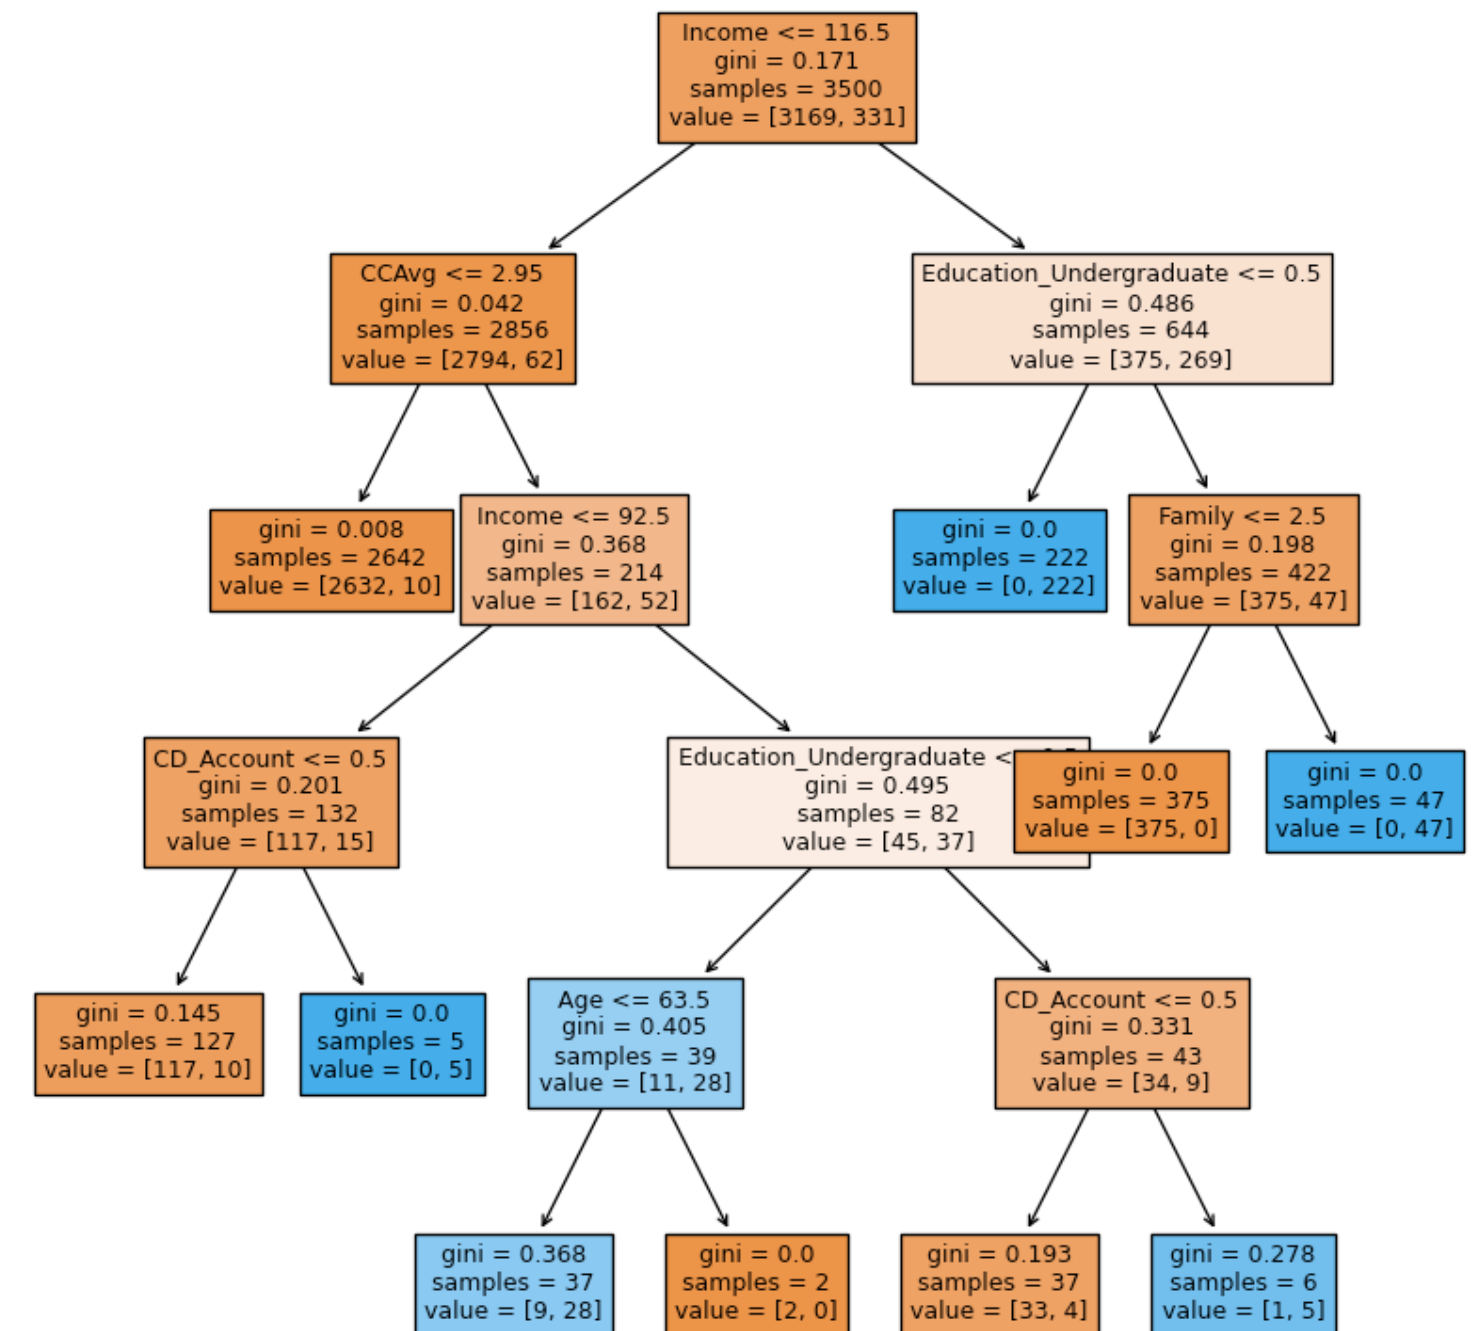 Income <= 116.5
gini = 0.171
samples = 3500
value = [3169, 331]
CCAvg <= 2.95
gini = 0.042
samples = 2856
value = [2794, 62]
Education_Undergraduate <= 0.5
gini = 0.486
samples = 644
value = [375, 269]
gini = 0.008
samples = 2642
value = [2632, 10]
Income <= 92.5
gini = 0.368
samples = 214
value = [162, 52]
gini = 0.0
samples = 222
value = [0, 222]
Family <= 2.5
gini = 0.198
samples = 422
value = [375, 47]
CD_Account <= 0.5
gini = 0.201
samples = 132
value = [117, 15]
Education_Undergraduate <
gini = 0.495
samples = 82
value = [45, 37]
gini = 0.0
samples = 375
value = [375, 0]
gini = 0.0
samples = 47
value = [0, 47]
gini = 0.145
samples = 127
value = [117, 10]
gini = 0.0
samples = 5
value = [0, 5]
Age <= 63.5
gini = 0.405
samples = 39
value = [11, 28]
CD_Account <= 0.5
gini = 0.331
samples = 43
value = [34, 9]
gini = 0.368
samples = 37
value = [9, 28]
gini = 0.0
samples = 2
value = [2, 0]
gini = 0.193
samples = 37
value = [33, 4]
gini = 0.278
samples = 6
value = [1, 5]